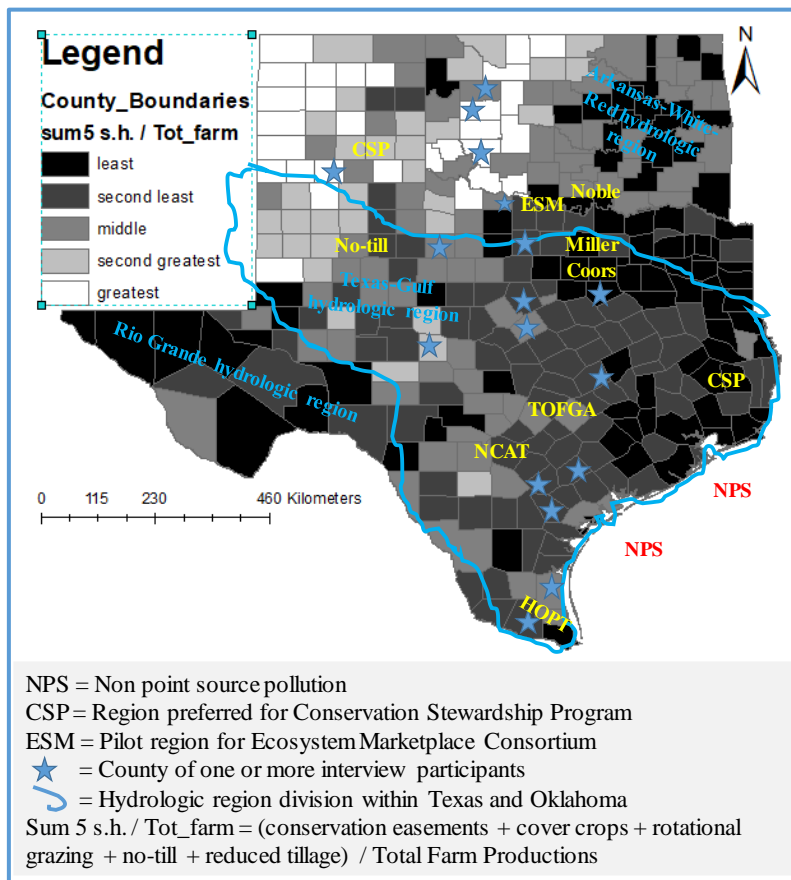 Legend
County_Boundaries
sum5 s.h. / Tot_farm
least
second least
middle
second greatest
greatest
N
Arkansas-White-
Red hydrologic
region
CSP
Noble
ESM
No-till
Miller
Coors
Texas-Gulf
hydrologic region
Rio Grande hydrologic region
CSP
TOFGA
NCAT
0 115 230 460 Kilometers
NPS
NPS
HOPT
NPS = Non point source pollution
CSP = Region preferred for Conservation Stewardship Program
ESM = Pilot region for Ecosystem Marketplace Consortium
= County of one or more interview participants
= Hydrologic region division within Texas and Oklahoma
Sum 5 s.h. / Tot_farm = (conservation easements + cover crops + rotational
grazing + no-till + reduced tillage) / Total Farm Productions